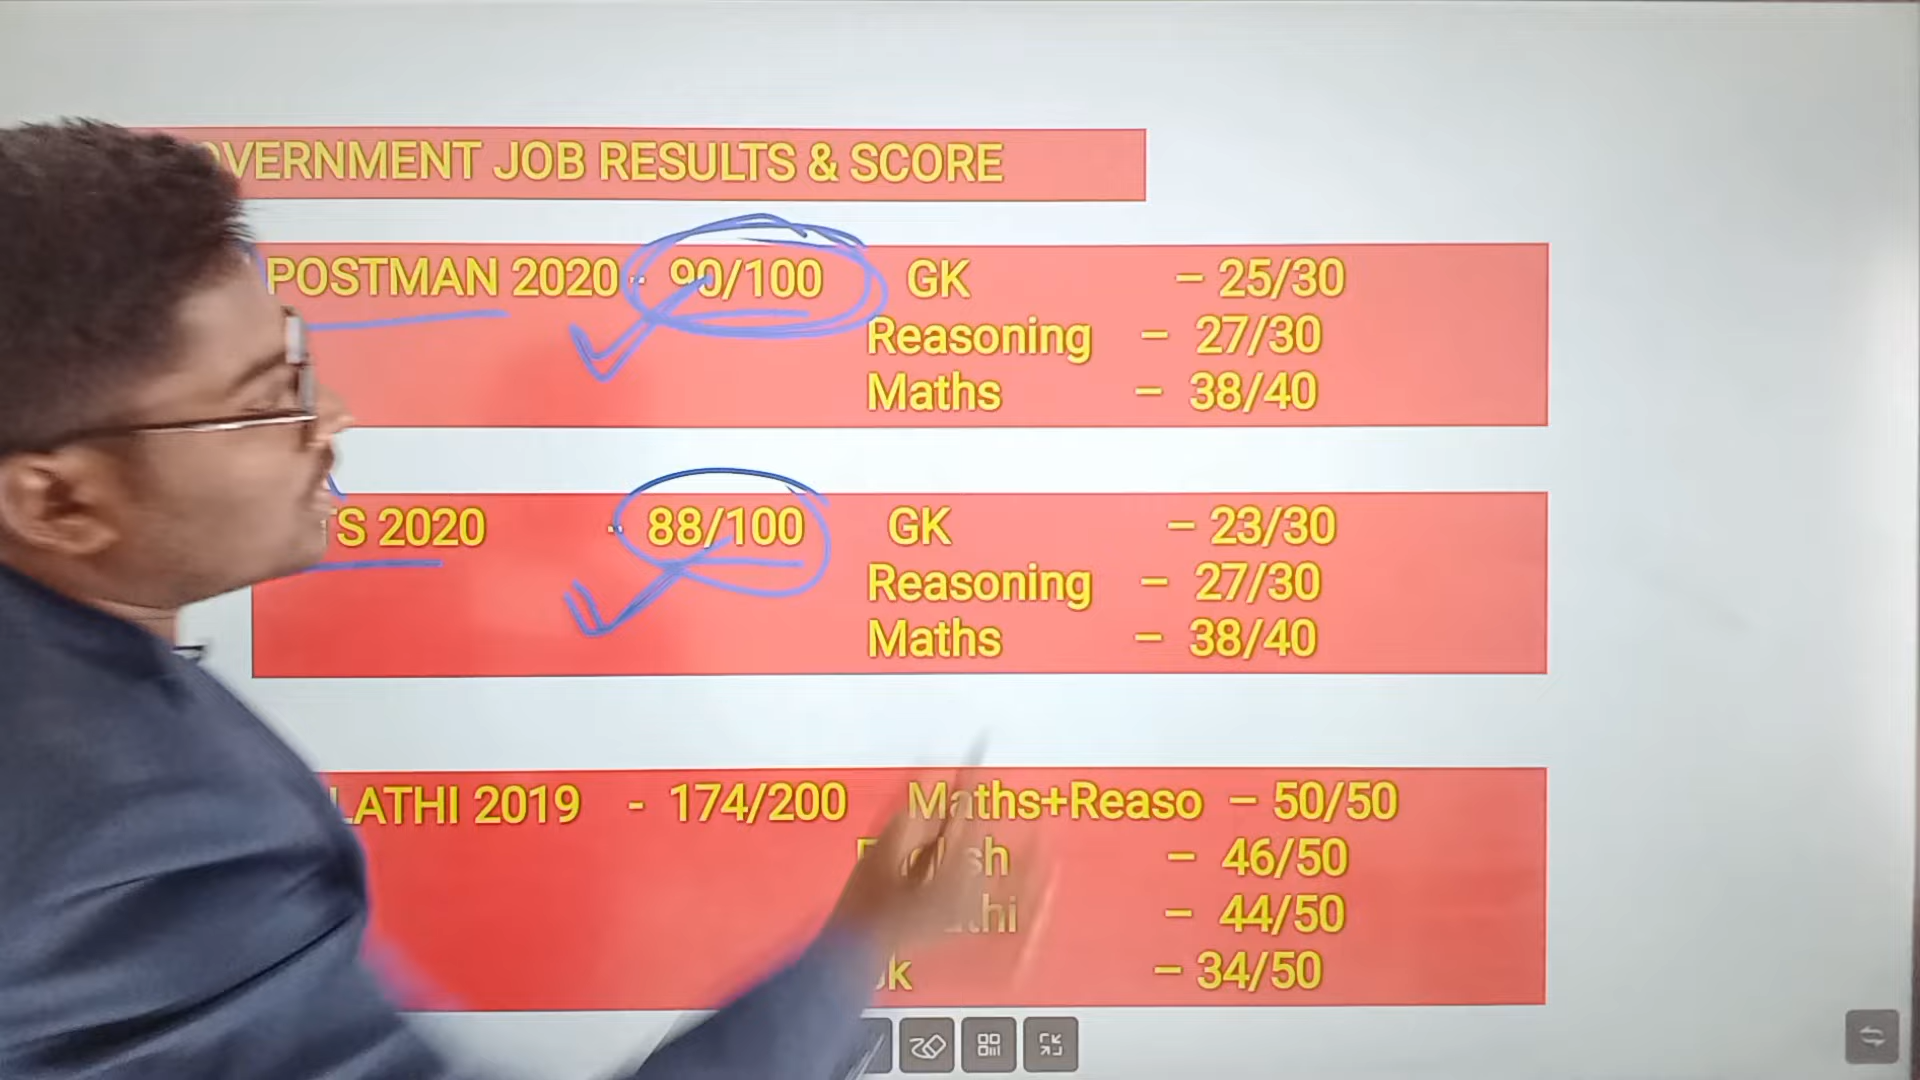 OVERNMENT JOB RESULTS & SCORE
POSTMAN 2020 - 90/100 GK – 25/30
Reasoning – 27/30
Maths – 38/40
TS 2020 - 88/100 GK – 23/30
Reasoning – 27/30
Maths – 38/40
LATHI 2019 - 174/200 Maths+Reaso – 50/50
– 46/50
– 44/50
– 34/50